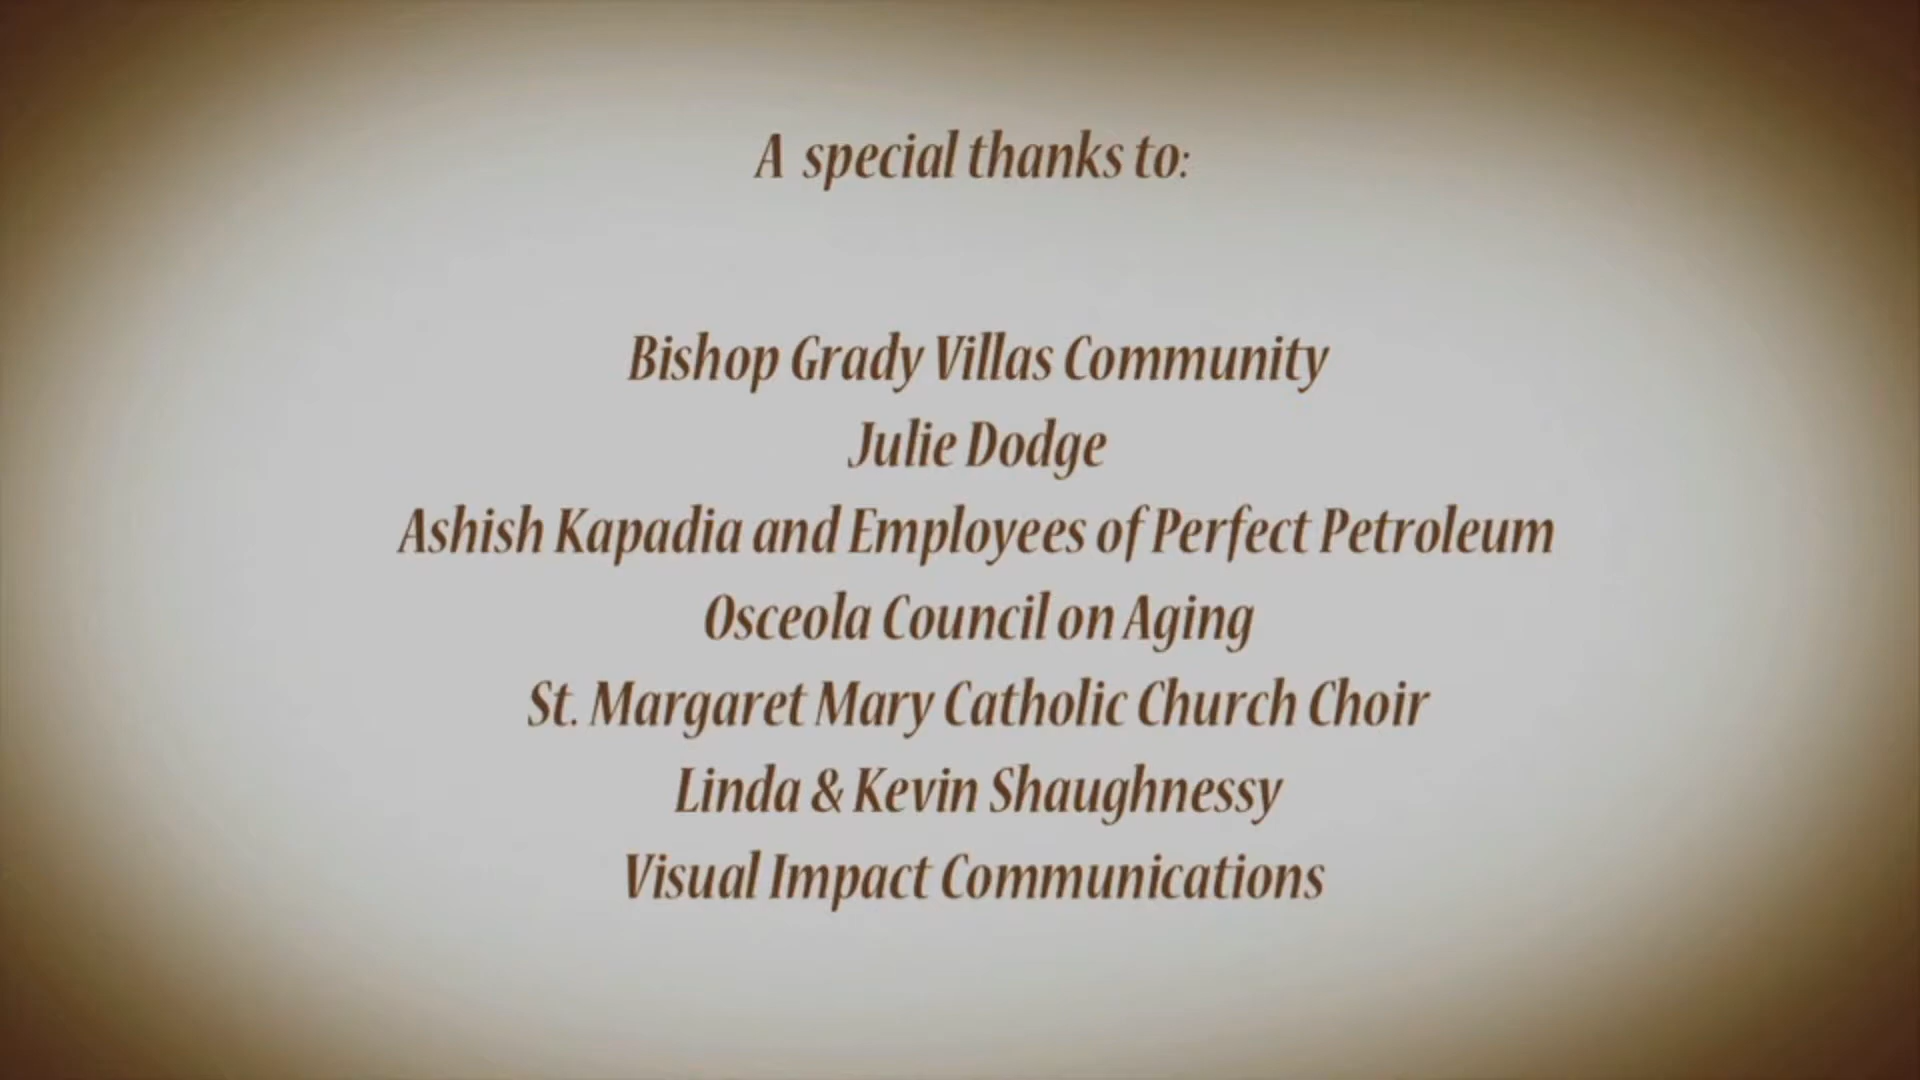 A special thanks to:
Bishop Grady Villas Community
Julie Dodge
Ashish Kapadia and Employees of Perfect Petroleum
Osceola Council on Aging
St. Margaret Mary Catholic Church Choir
Linda & Kevin Shaughnessy
Visual Impact Communications